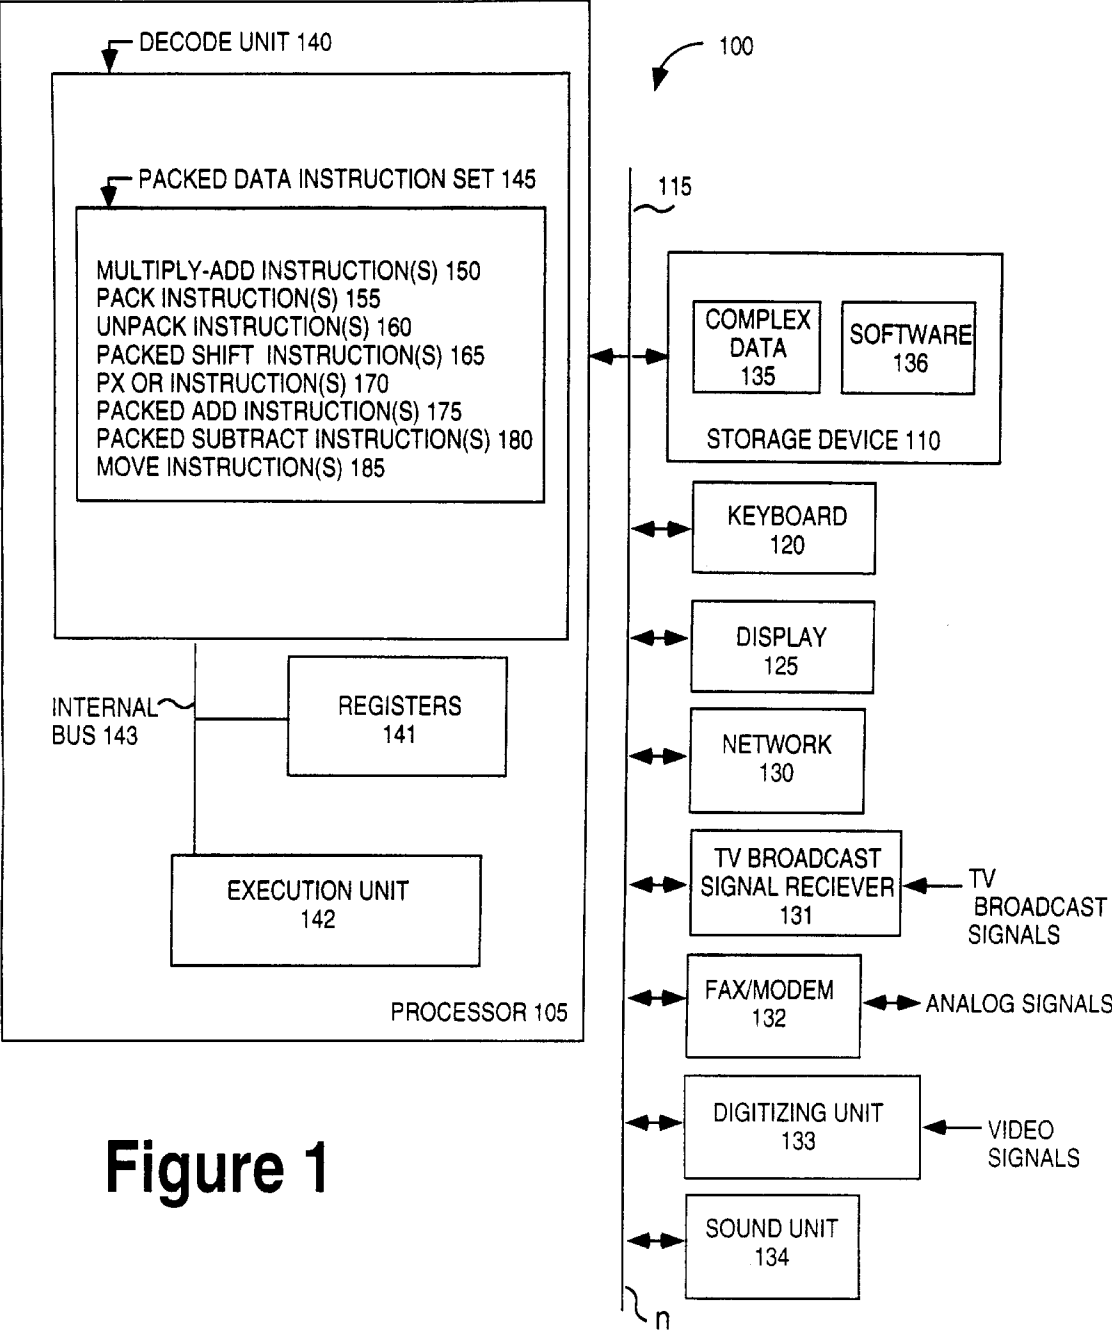 DECODE UNIT 140
100
PACKED DATA INSTRUCTION SET 145
115
MULTIPLY-ADD INSTRUCTION(S) 150
PACK INSTRUCTION(S) 155
UNPACK INSTRUCTION(S) 160
PACKED SHIFT INSTRUCTION(S) 165
PX OR INSTRUCTION(S) 170
PACKED ADD INSTRUCTION(S) 175
PACKED SUBTRACT INSTRUCTION(S) 180
MOVE INSTRUCTION(S) 185
COMPLEX
DATA
135
SOFTWARE
136
STORAGE DEVICE 110
KEYBOARD
120
DISPLAY
125
INTERNAL
BUS 143
REGISTERS
141
NETWORK
130
EXECUTION UNIT
142
TV BROADCAST
SIGNAL RECIEVER
131
TV
BROADCAST
SIGNALS
PROCESSOR 105
FAX/MODEM
132
ANALOG SIGNALS
DIGITIZING UNIT
133
VIDEO
SIGNALS
Figure 1
SOUND UNIT
134
n